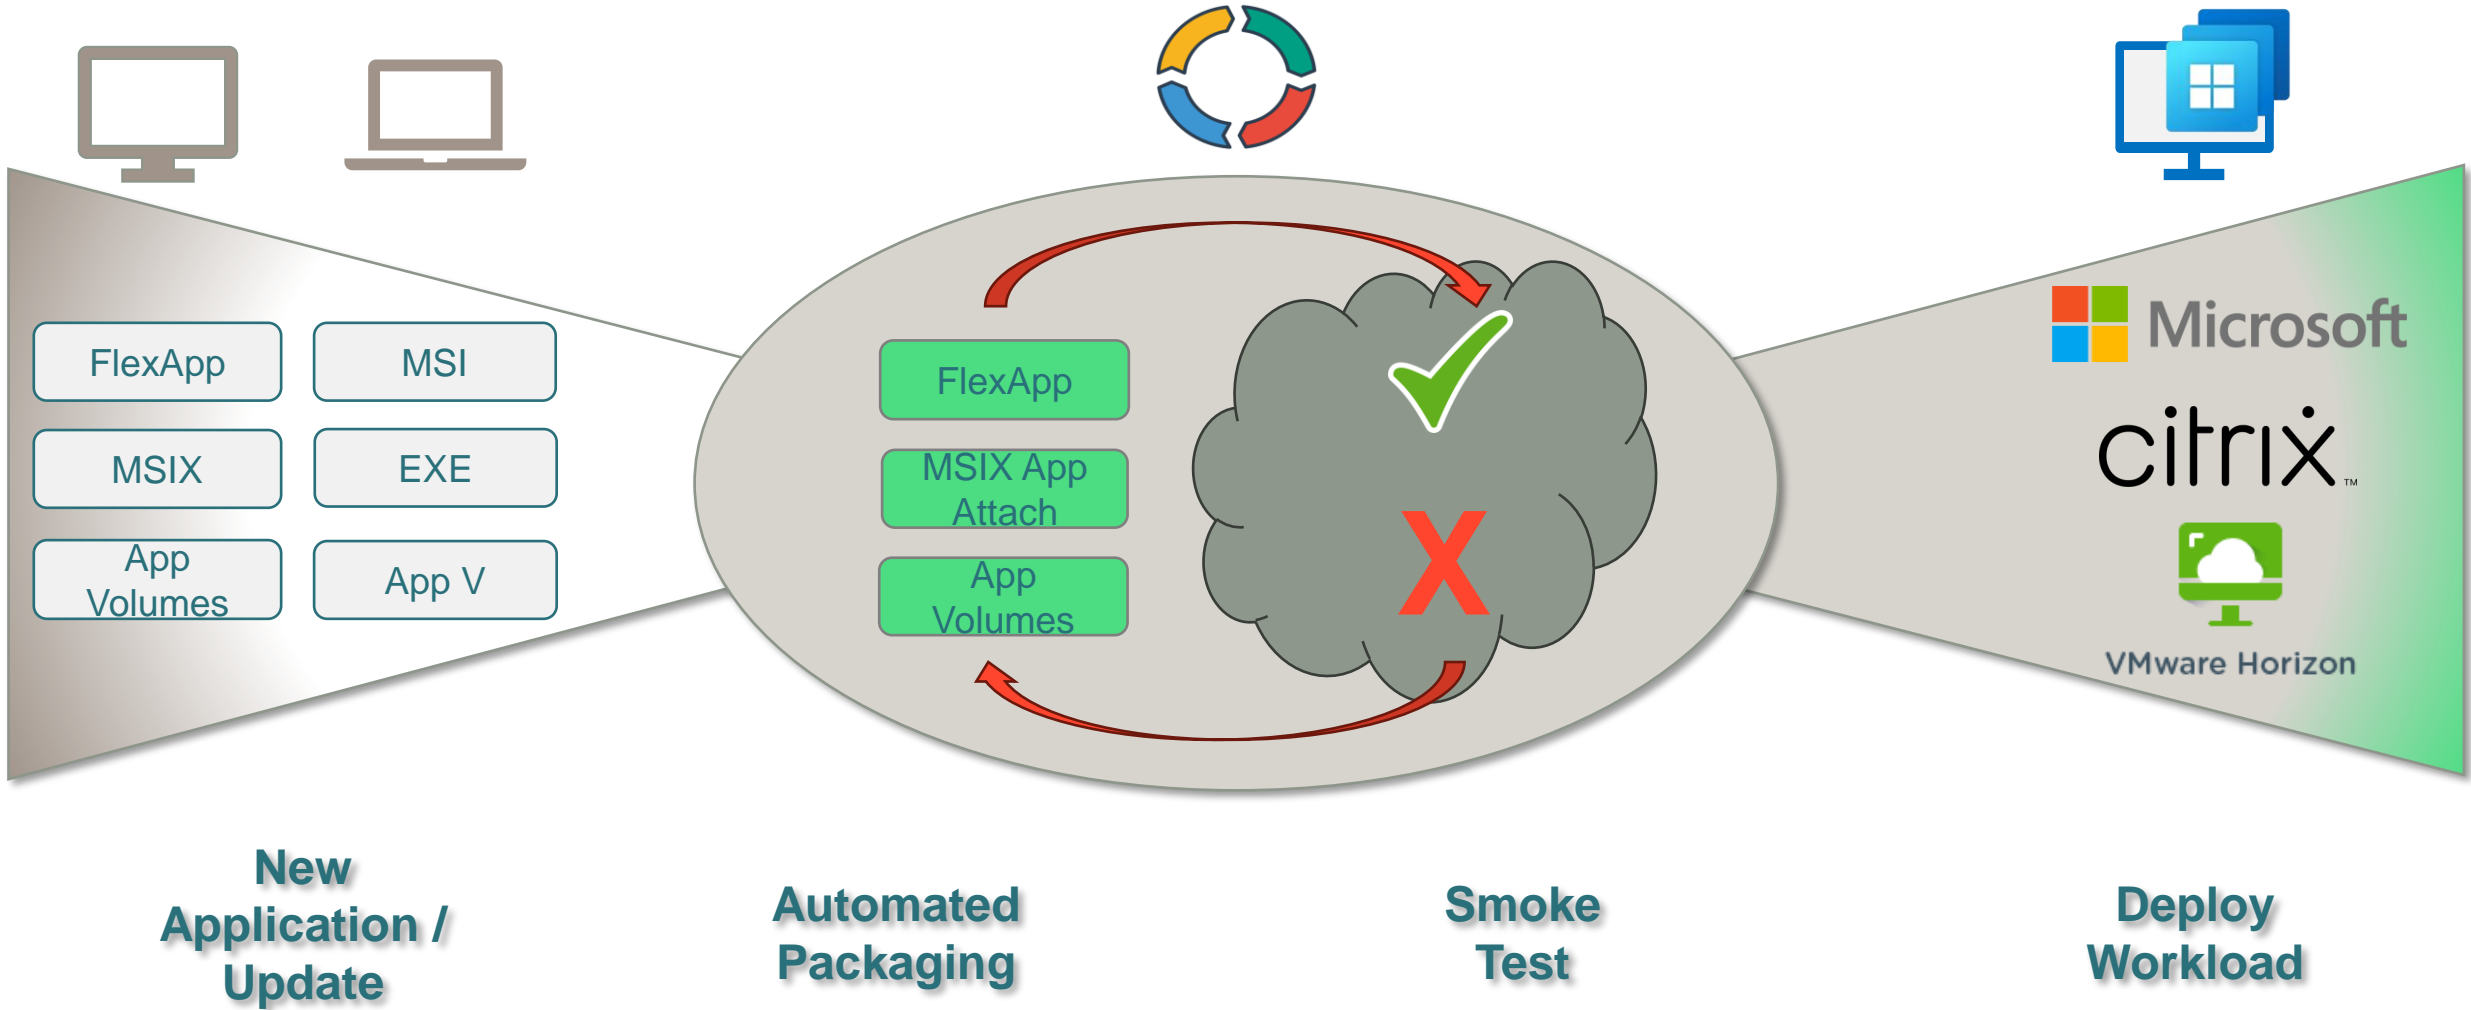 FlexApp
MSI
MSIX
EXE
App
Volumes
App V
FlexApp
MSIX App
Attach
App
Volumes
X
Microsoft
citrix™
VMware Horizon
New
Application /
Update
Automated
Packaging
Smoke
Test
Deploy
Workload